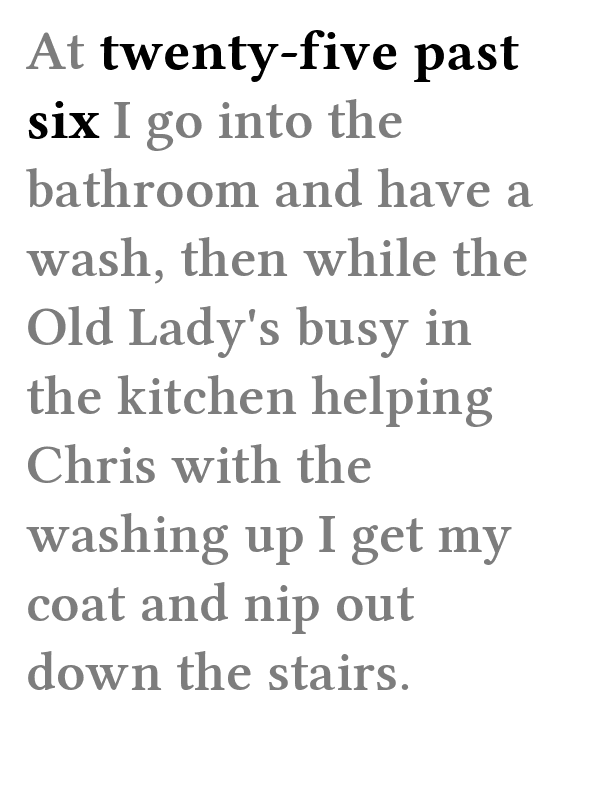 At twenty-five past
six I go into the
bathroom and have a
wash, then while the
Old Lady's busy in
the kitchen helping
Chris with the
washing up I get my
coat and nip out
down the stairs.